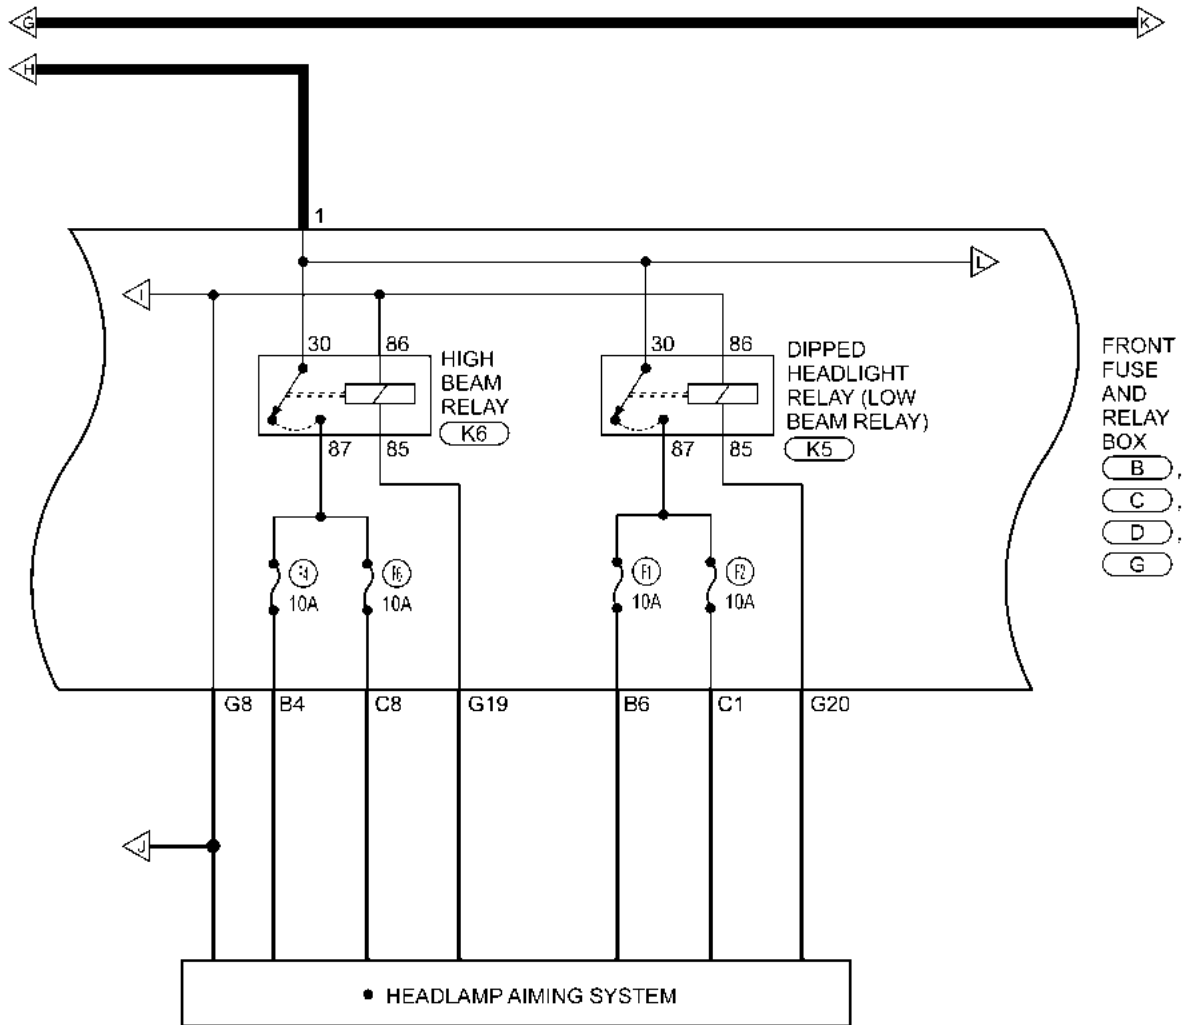 G K
H
1
L
I
30 86 30 86
HIGH
BEAM
RELAY
K6
DIPPED
HEADLIGHT
RELAY (LOW
BEAM RELAY)
K5
87 85 87 85
FRONT
FUSE
AND
RELAY
BOX
B ,
C ,
D ,
G
F4 F6 F1 F2
10A 10A 10A 10A
G8 B4 C8 G19 B6 C1 G20
J
● HEADLAMP AIMING SYSTEM